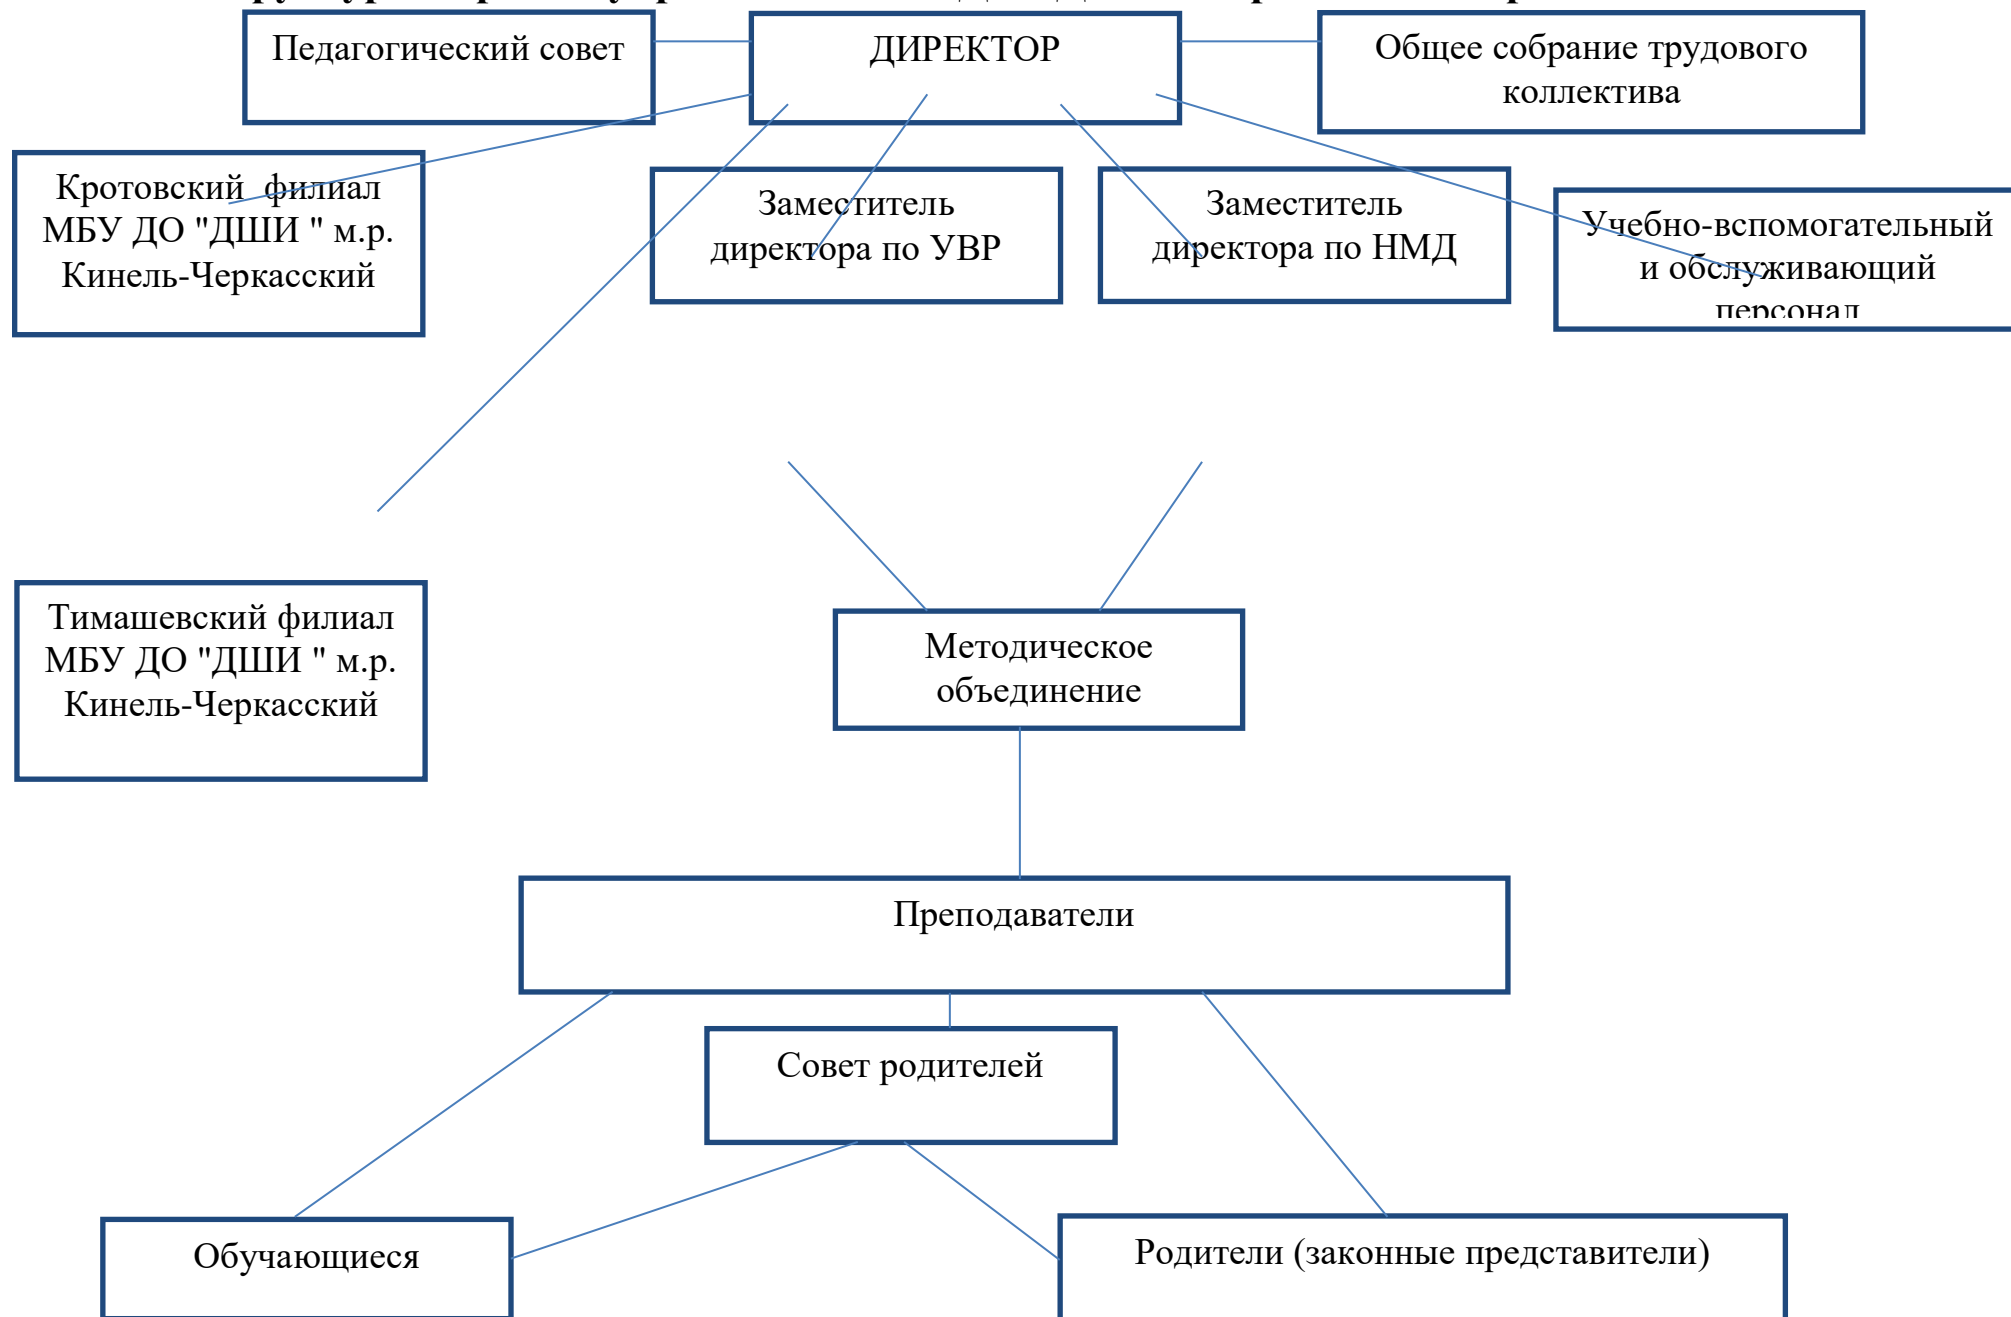 Педагогический совет
ДИРЕКТОР
Общее собрание трудового
коллектива
Кротовский филиал
МБУ ДО "ДШИ " м.р.
Кинель-Черкасский
Заместитель
директора по УВР
Заместитель
директора по НМД
Учебно-вспомогательный
и обслуживающий
персонал
Тимашевский филиал
МБУ ДО "ДШИ " м.р.
Кинель-Черкасский
Методическое
объединение
Преподаватели
Совет родителей
Обучающиеся
Родители (законные представители)